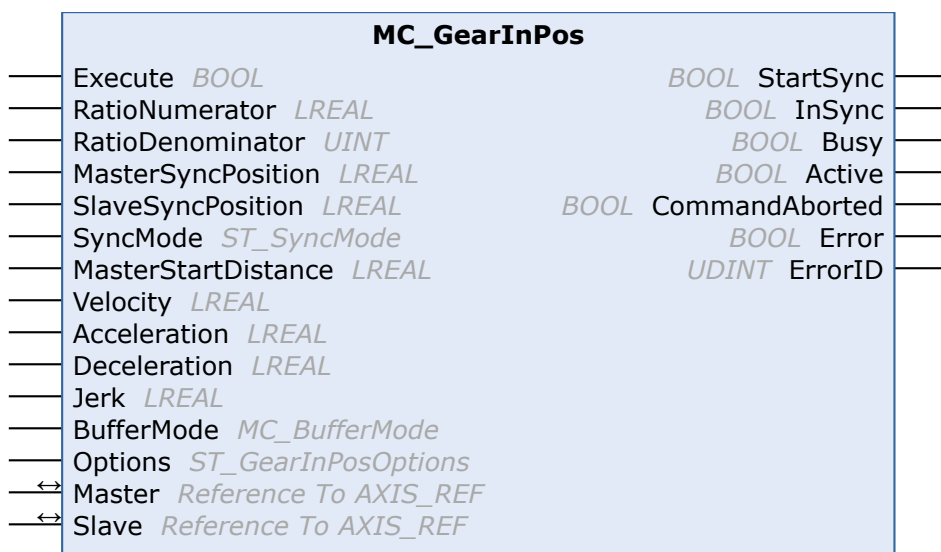 MC_GearInPos
Execute BOOL BOOL StartSync
RatioNumerator LREAL BOOL InSync
RatioDenominator UINT BOOL Busy
MasterSyncPosition LREAL BOOL Active
SlaveSyncPosition LREAL BOOL CommandAborted
SyncMode ST_SyncMode BOOL Error
MasterStartDistance LREAL UDINT ErrorID
Velocity LREAL
Acceleration LREAL
Deceleration LREAL
Jerk LREAL
BufferMode MC_BufferMode
Options ST_GearInPosOptions
↔ Master Reference To AXIS_REF
↔ Slave Reference To AXIS_REF